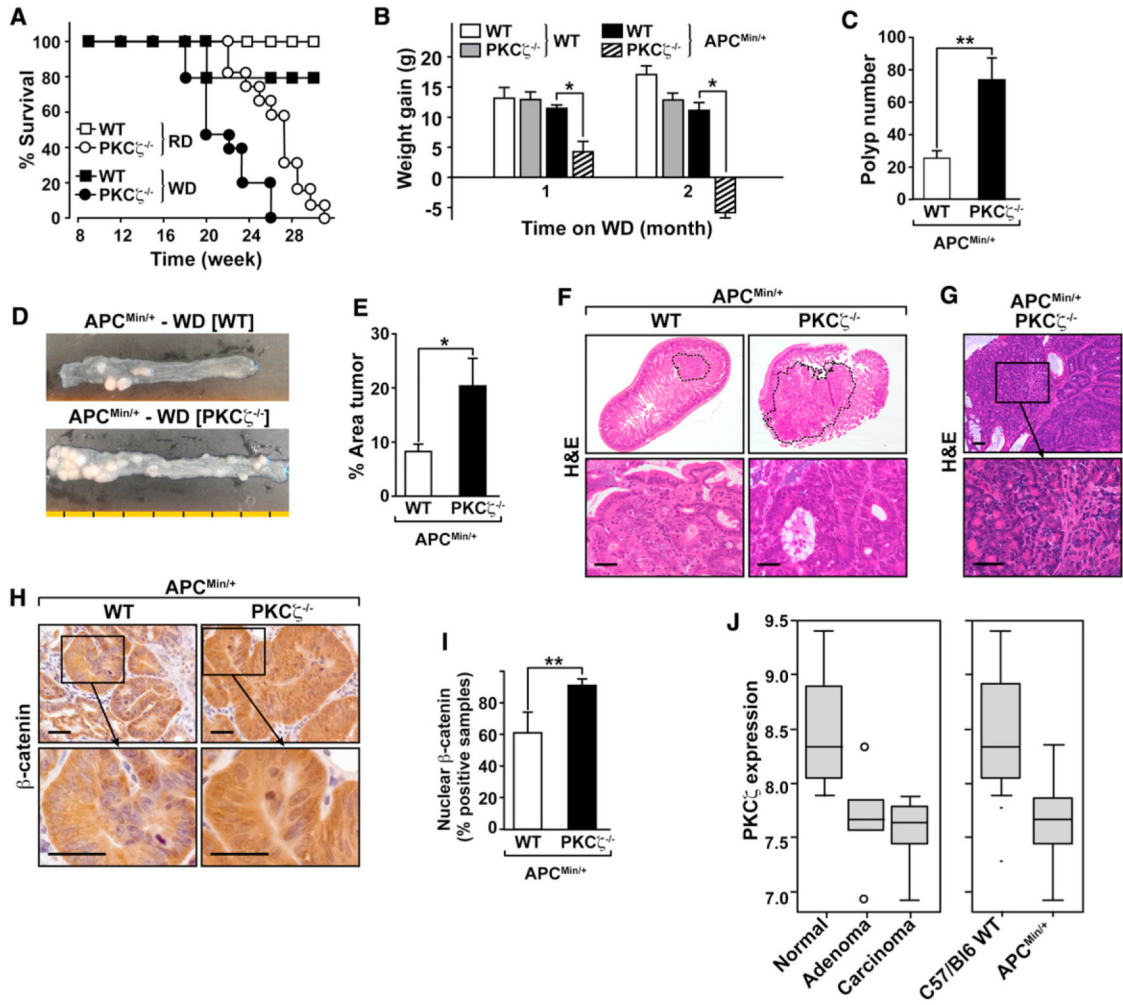 A
100
80
60
40
20
0
% Survival
WT
PKCζ-/-
RD
WT
PKCζ-/-
WD
8 12 16 20 24 28
Time (week)
B
WT
PKCζ-/-
WT
WT
PKCζ-/-
APCMin/+
20
15
10
5
0
-5
Weight gain (g)
*
*
1 2
Time on WD (month)
C
100
80
60
40
20
0
Polyp number
**
WT PKCζ-/-
APCMin/+
D
APCMin/+ - WD [WT]
APCMin/+ - WD [PKCζ-/-]
E
30
20
10
0
% Area tumor
*
WT PKCζ-/-
APCMin/+
F
APCMin/+
WT PKCζ-/-
H&E
G
APCMin/+
PKCζ-/-
H&E
H
APCMin/+
WT PKCζ-/-
β-catenin
I
80
60
40
20
0
Nuclear β-catenin
(% positive samples)
**
WT PKCζ-/-
APCMin/+
J
9.5
9.0
8.5
8.0
7.5
7.0
PKCζ expression
Normal
Adenoma
Carcinoma
C57/Bl6 WT
APCMin/+